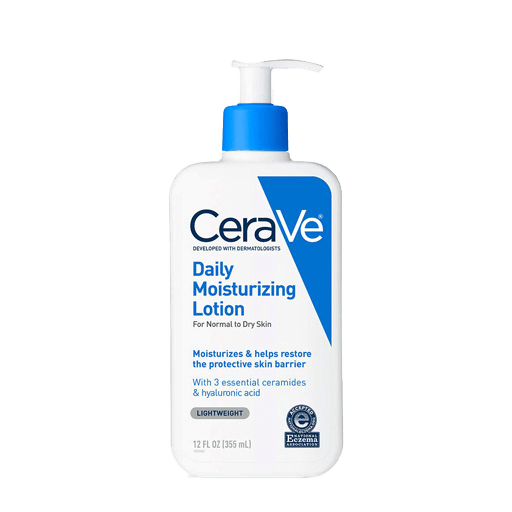 CeraVe®
DEVELOPED WITH DERMATOLOGISTS
Daily
Moisturizing
Lotion
For Normal to Dry Skin
Moisturizes & helps restore
the protective skin barrier
With 3 essential ceramides
& hyaluronic acid
LIGHTWEIGHT
ACCEPTED
e
NATIONAL
Eczema
ASSOCIATION
12 FL OZ (355 mL)